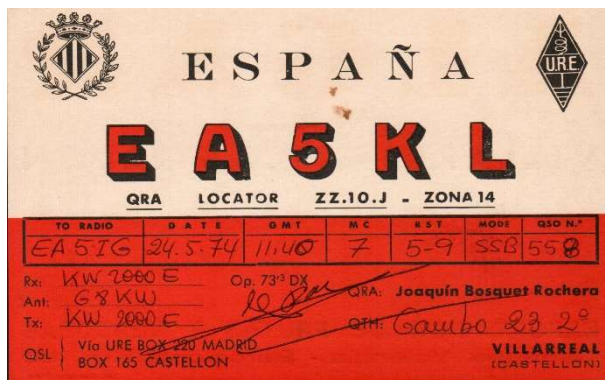 ESPAÑA
U.R.E.
EA5KL
QRA LOCATOR ZZ.10.J - ZONA 14
TO RADIO DATE GMT MC RST MODE QSO N.º
EA5IG 24.5.74 11.40 7 5-9 SSB 558
Rx: KW 2000 E Op. 73'³ DX
Ant: G8KW QRA: Joaquín Bosquet Rochera
Tx: KW 2000 E QTH: Gambo 23 2º
QSL Vía URE BOX 220 MADRID
BOX 165 CASTELLON
VILLARREAL
(CASTELLON)